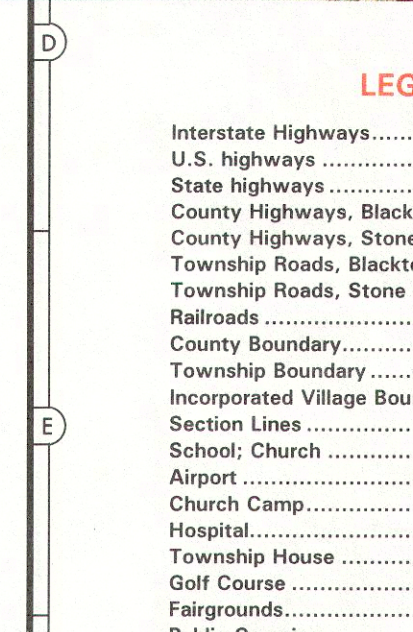 D
LEG
Interstate Highways......
U.S. highways .............
State highways ............
County Highways, Black
County Highways, Stone
Township Roads, Blackt
Township Roads, Stone
Railroads ......................
County Boundary..........
Township Boundary ......
Incorporated Village Bou
E
Section Lines ................
School; Church .............
Airport .........................
Church Camp................
Hospital........................
Township House ...........
Golf Course ..................
Fairgrounds...................